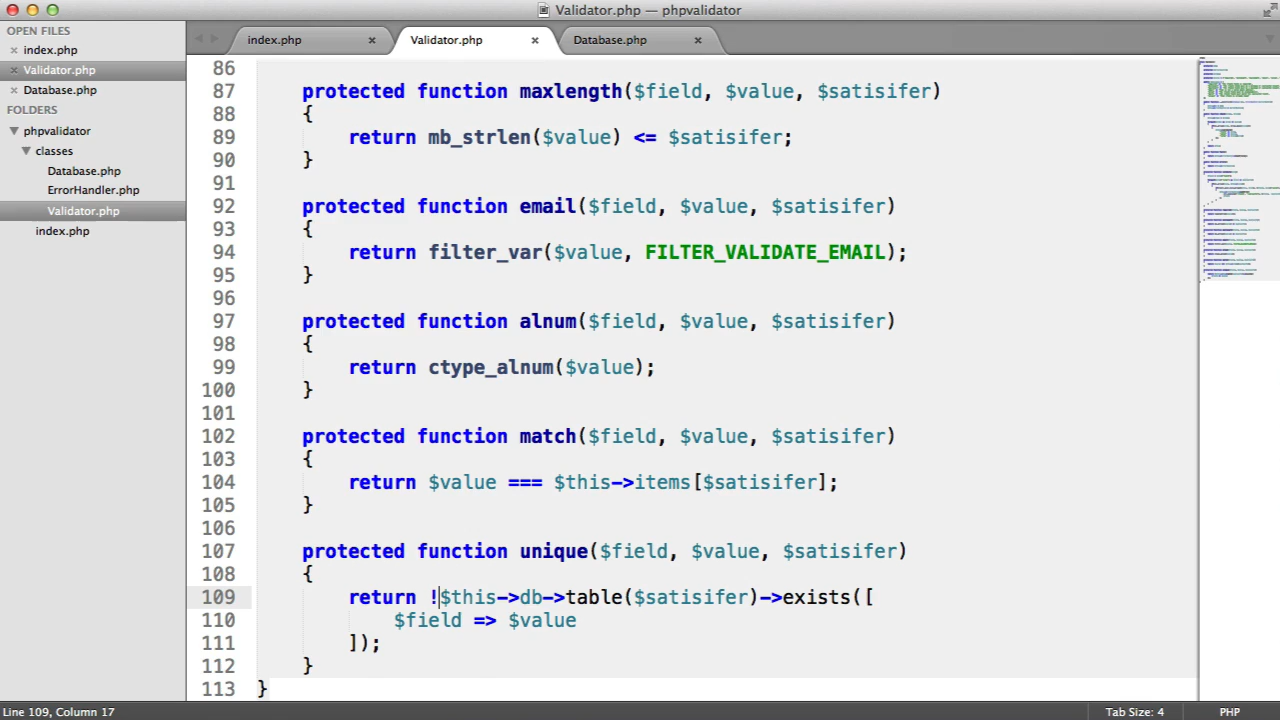 Validator.php — phpvalidator
OPEN FILES
index.php
Validator.php
Database.php
FOLDERS
phpvalidator
classes
Database.php
ErrorHandler.php
Validator.php
index.php
index.php
Validator.php
Database.php
86
87 protected function maxlength($field, $value, $satisifer)
88 {
89 return mb_strlen($value) <= $satisifer;
90 }
91
92 protected function email($field, $value, $satisifer)
93 {
94 return filter_var($value, FILTER_VALIDATE_EMAIL);
95 }
96
97 protected function alnum($field, $value, $satisifer)
98 {
99 return ctype_alnum($value);
100 }
101
102 protected function match($field, $value, $satisifer)
103 {
104 return $value === $this->items[$satisifer];
105 }
106
107 protected function unique($field, $value, $satisifer)
108 {
109 return !$this->db->table($satisifer)->exists([
110 $field => $value
111 ]);
112 }
113 }
Line 109, Column 17
Tab Size: 4
PHP